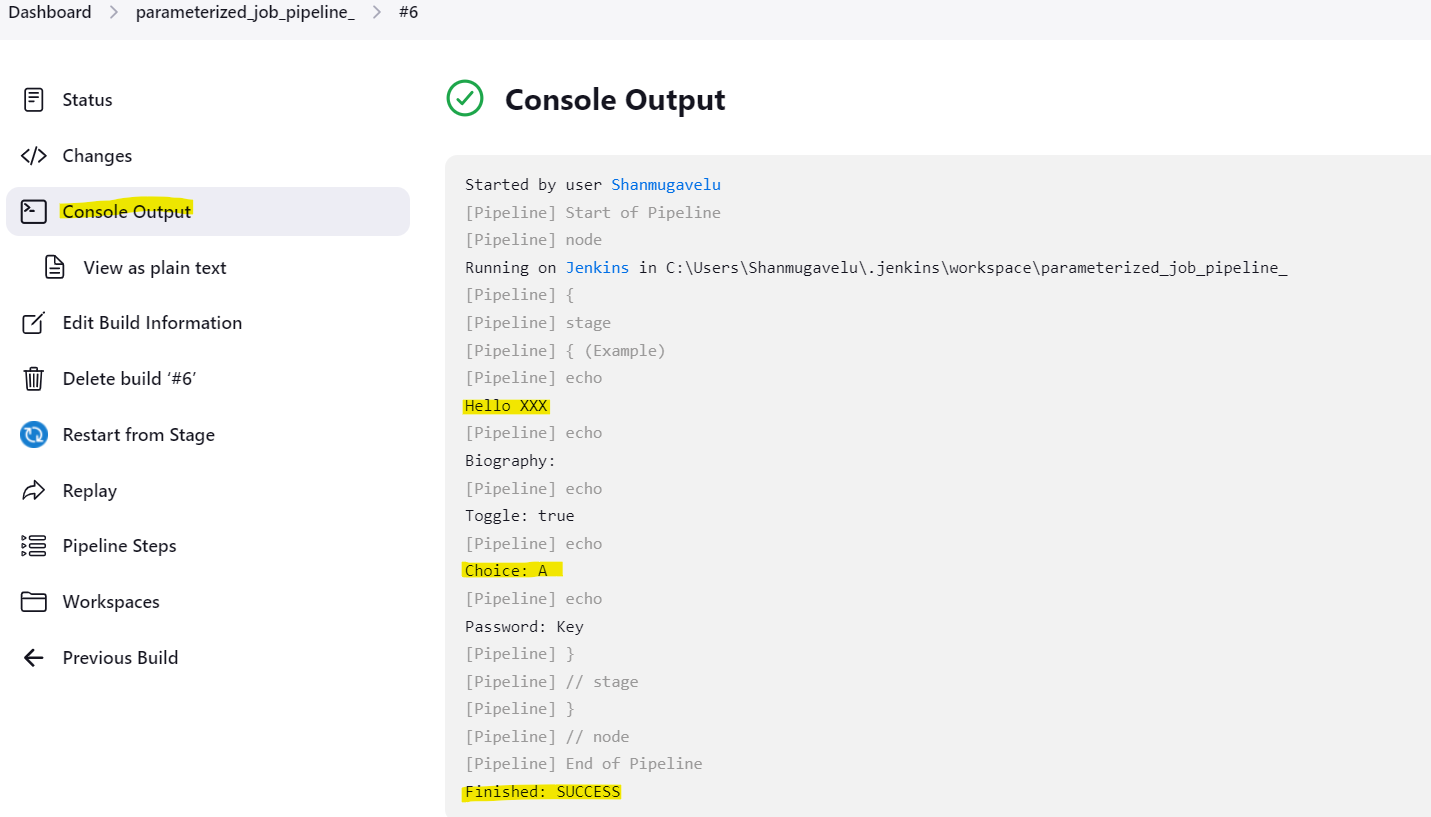 Dashboard > parameterized_job_pipeline_ > #6
Status
Changes
Console Output
View as plain text
Edit Build Information
Delete build ‘#6’
Restart from Stage
Replay
Pipeline Steps
Workspaces
Previous Build
Console Output
Started by user Shanmugavelu
[Pipeline] Start of Pipeline
[Pipeline] node
Running on Jenkins in C:\Users\Shanmugavelu\.jenkins\workspace\parameterized_job_pipeline_
[Pipeline] {
[Pipeline] stage
[Pipeline] { (Example)
[Pipeline] echo
Hello XXX
[Pipeline] echo
Biography:
[Pipeline] echo
Toggle: true
[Pipeline] echo
Choice: A
[Pipeline] echo
Password: Key
[Pipeline] }
[Pipeline] // stage
[Pipeline] }
[Pipeline] // node
[Pipeline] End of Pipeline
Finished: SUCCESS